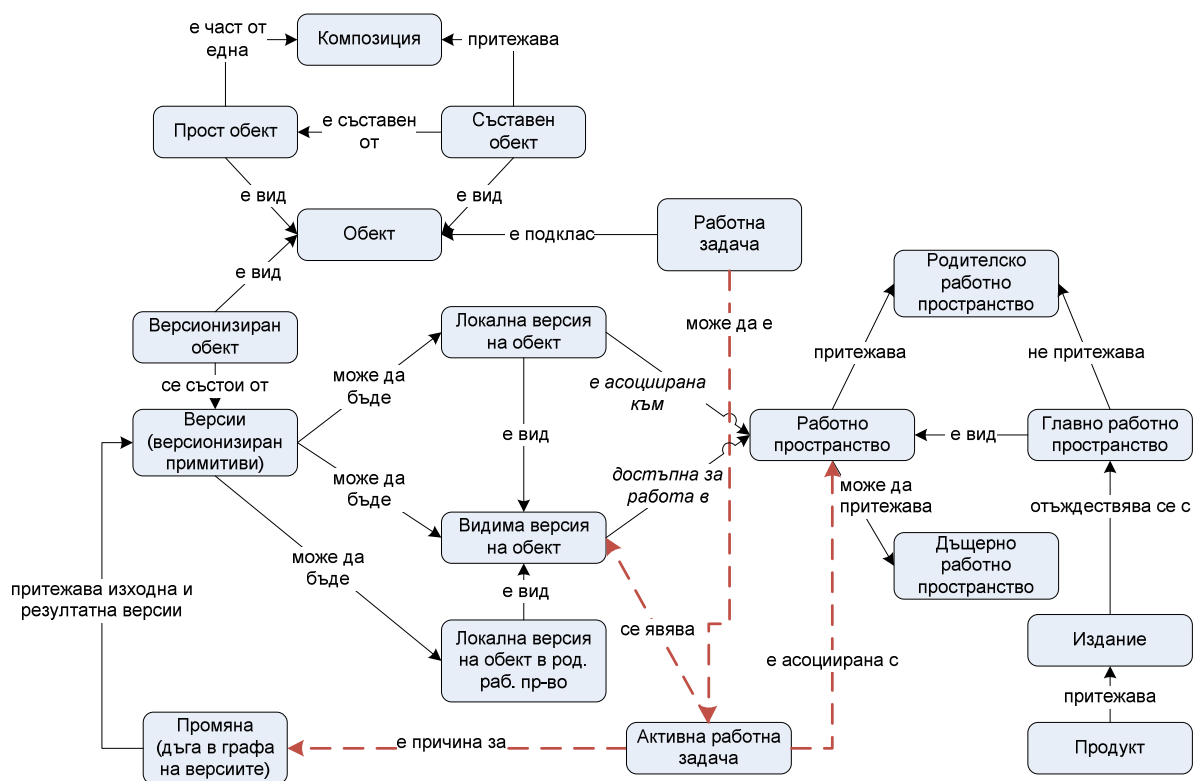 е част от
една
Композиция
притежава
Прост обект
е съставен
от
Съставен
обект
е вид
е вид
Обект
е подклас
Работна
задача
е вид
Родителско
работно
пространство
Версионизиран
обект
Локална версия
на обект
може да е
притежава
не притежава
се състои от
може да
бъде
е асоциирана
към
Версии
(версионизиран
примитиви)
е вид
Работно
пространство
е вид
Главно работно
пространство
може да
бъде
достъпна за
работа в
може да
притежава
отъждествява се с
Видима версия
на обект
Дъщерно
работно
пространство
може да
бъде
притежава изходна и
резултатна версии
е вид
се явява
Локална версия
на обект в род.
раб. пр-во
е асоциирана с
Издание
притежава
Промяна
(дъга в графа
на версиите)
е причина за
Активна работна
задача
Продукт